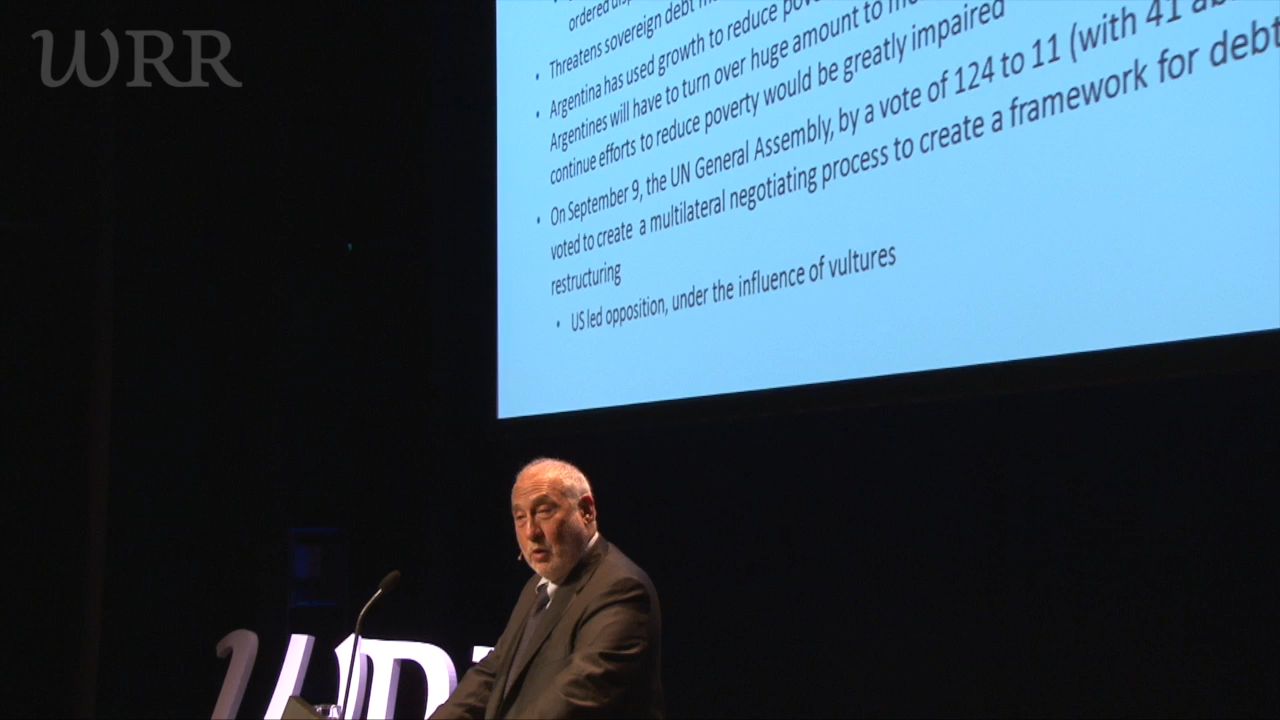 WRR
ordered
Threatens sovereign debt
Argentina has used growth to reduce
Argentines will have to turn over huge amount to
continue efforts to reduce poverty would be greatly impaired
On September 9, the UN General Assembly, by a vote of 124 to 11 (with 41
voted to create a multilateral negotiating process to create a framework for debt
restructuring
US led opposition, under the influence of vultures